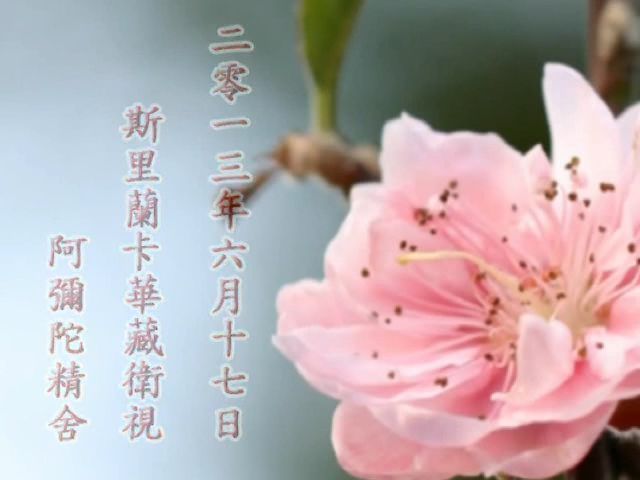 二零一三年六月十七日
斯里蘭卡華藏衛視
阿彌陀精舍